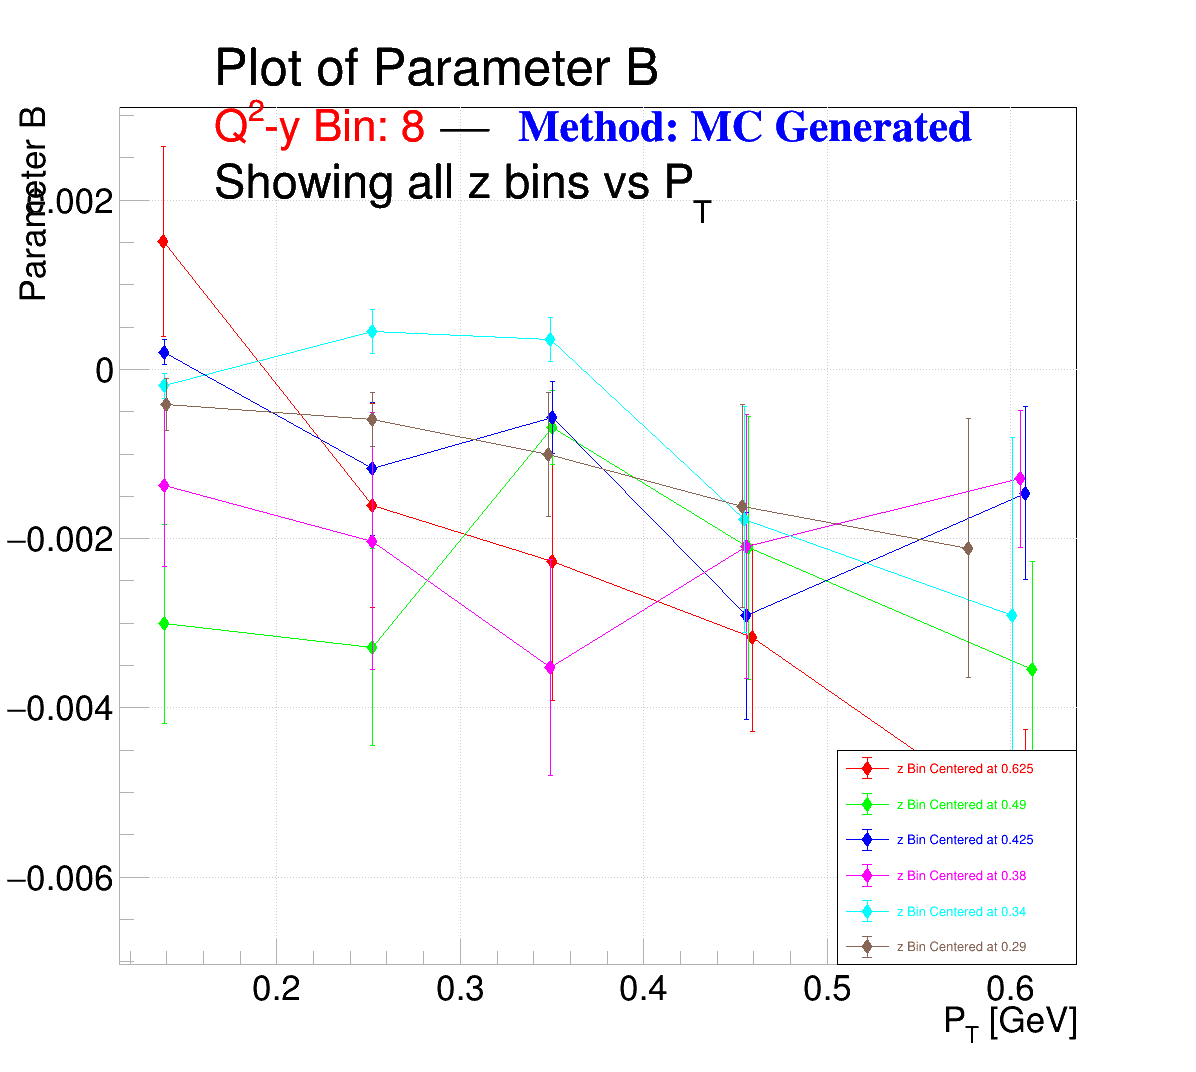 Plot of Parameter B
Q²-y Bin: 8 — Method: MC Generated
Showing all z bins vs P_T
Parameter B
0.002
0
−0.002
−0.004
−0.006
z Bin Centered at 0.625
z Bin Centered at 0.49
z Bin Centered at 0.425
z Bin Centered at 0.38
z Bin Centered at 0.34
z Bin Centered at 0.29
0.2 0.3 0.4 0.5 0.6
P_T [GeV]